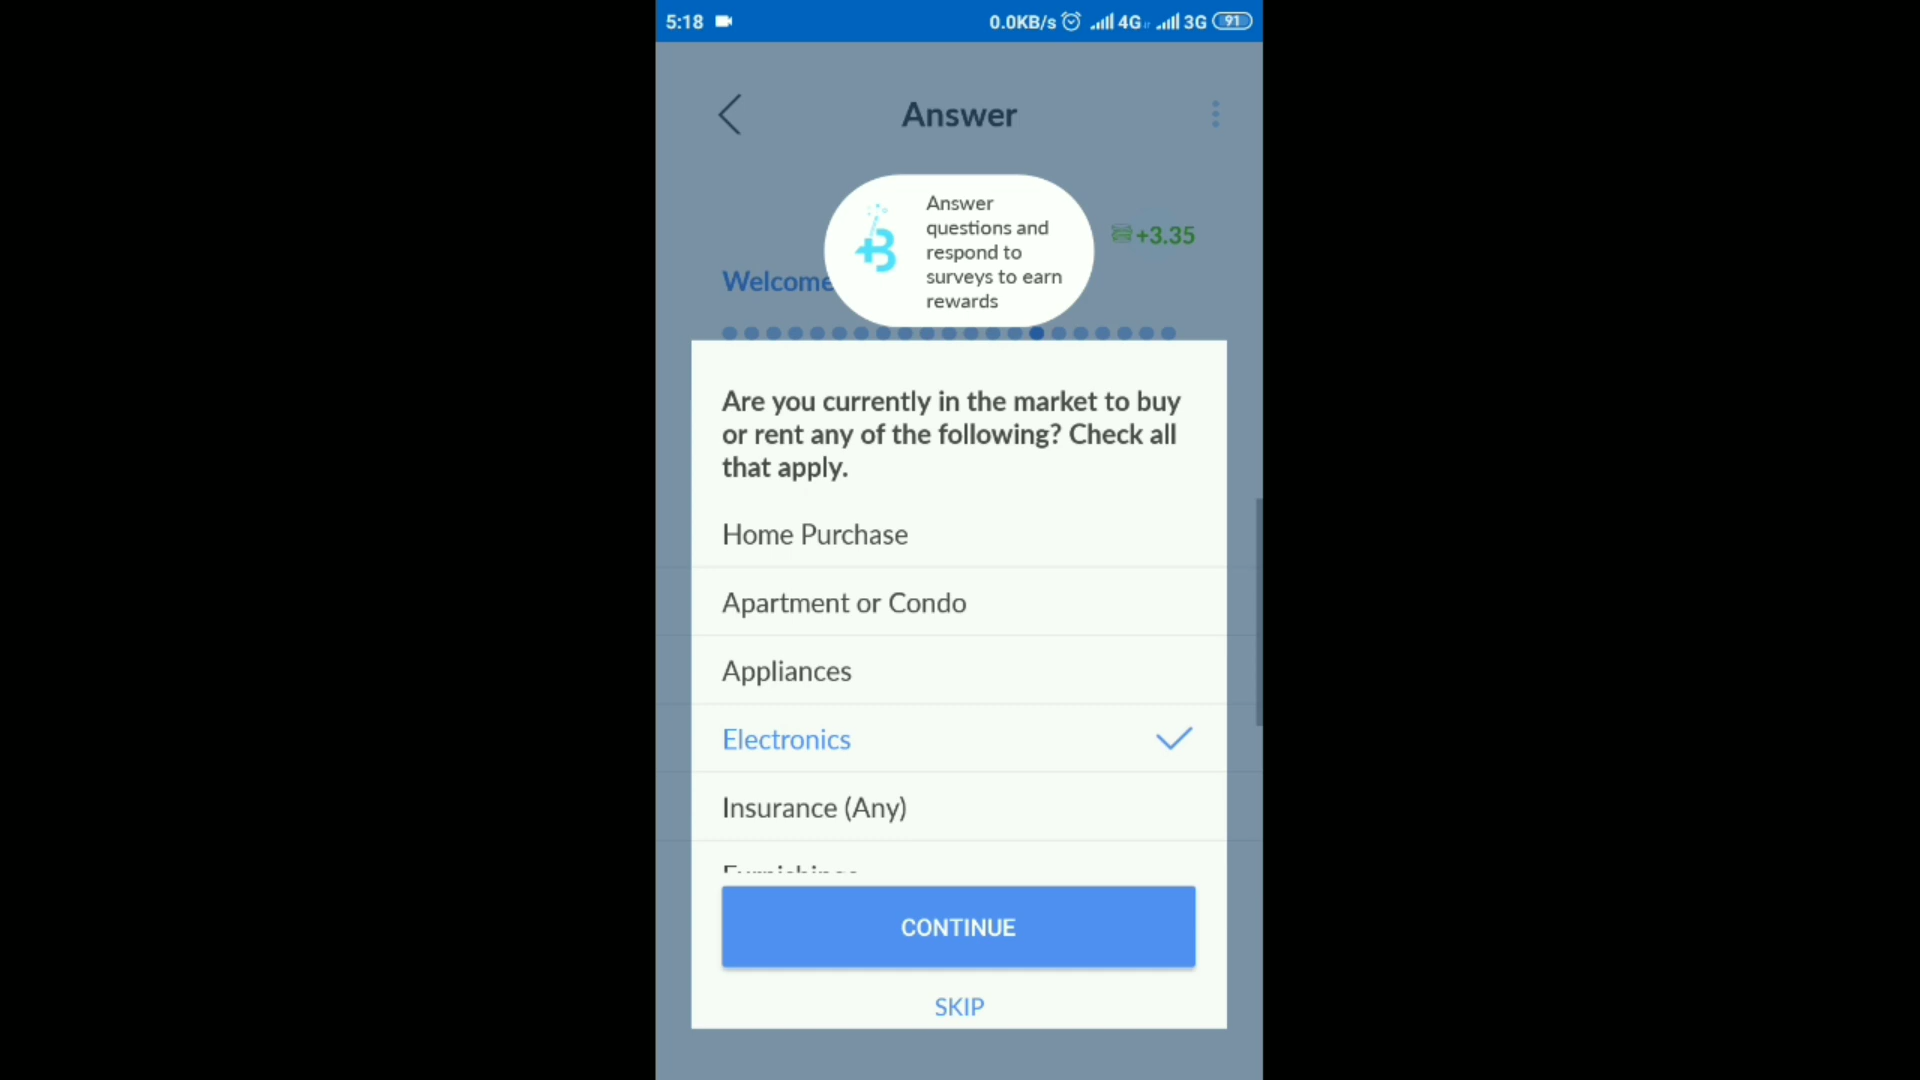 5:18 0.0KB/s 4G 3G 91
Answer
Answer
questions and
respond to
surveys to earn
rewards
+3.35
Welcome
Are you currently in the market to buy
or rent any of the following? Check all
that apply.
Home Purchase
Apartment or Condo
Appliances
Electronics
Insurance (Any)
CONTINUE
SKIP